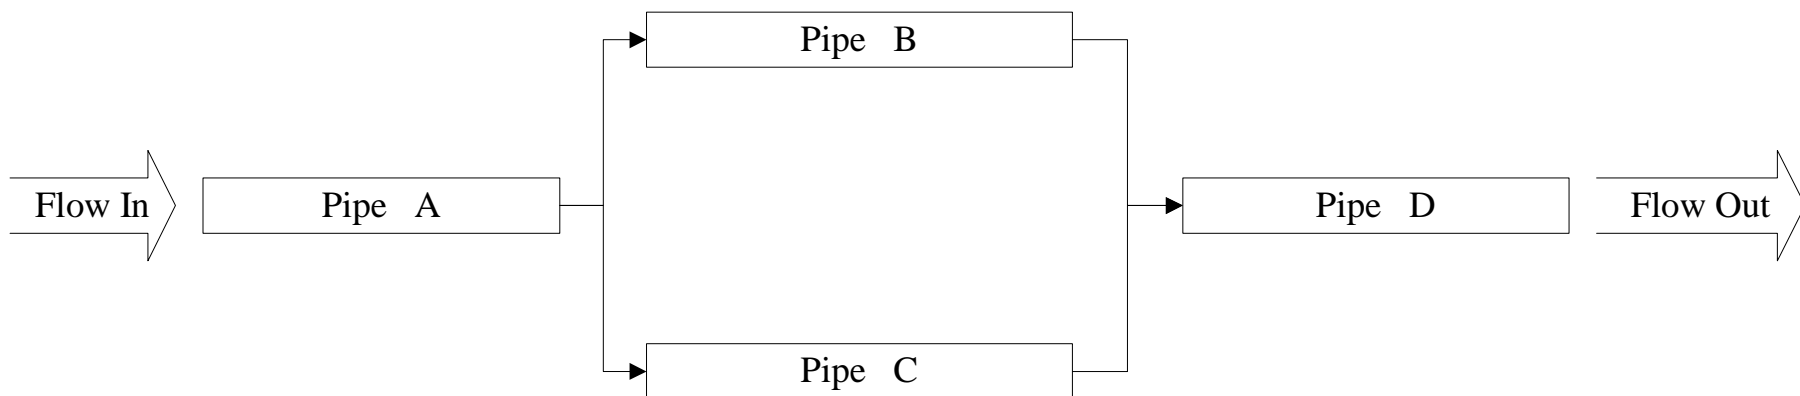 Pipe B
Flow In
Pipe A
Pipe D
Flow Out
Pipe C